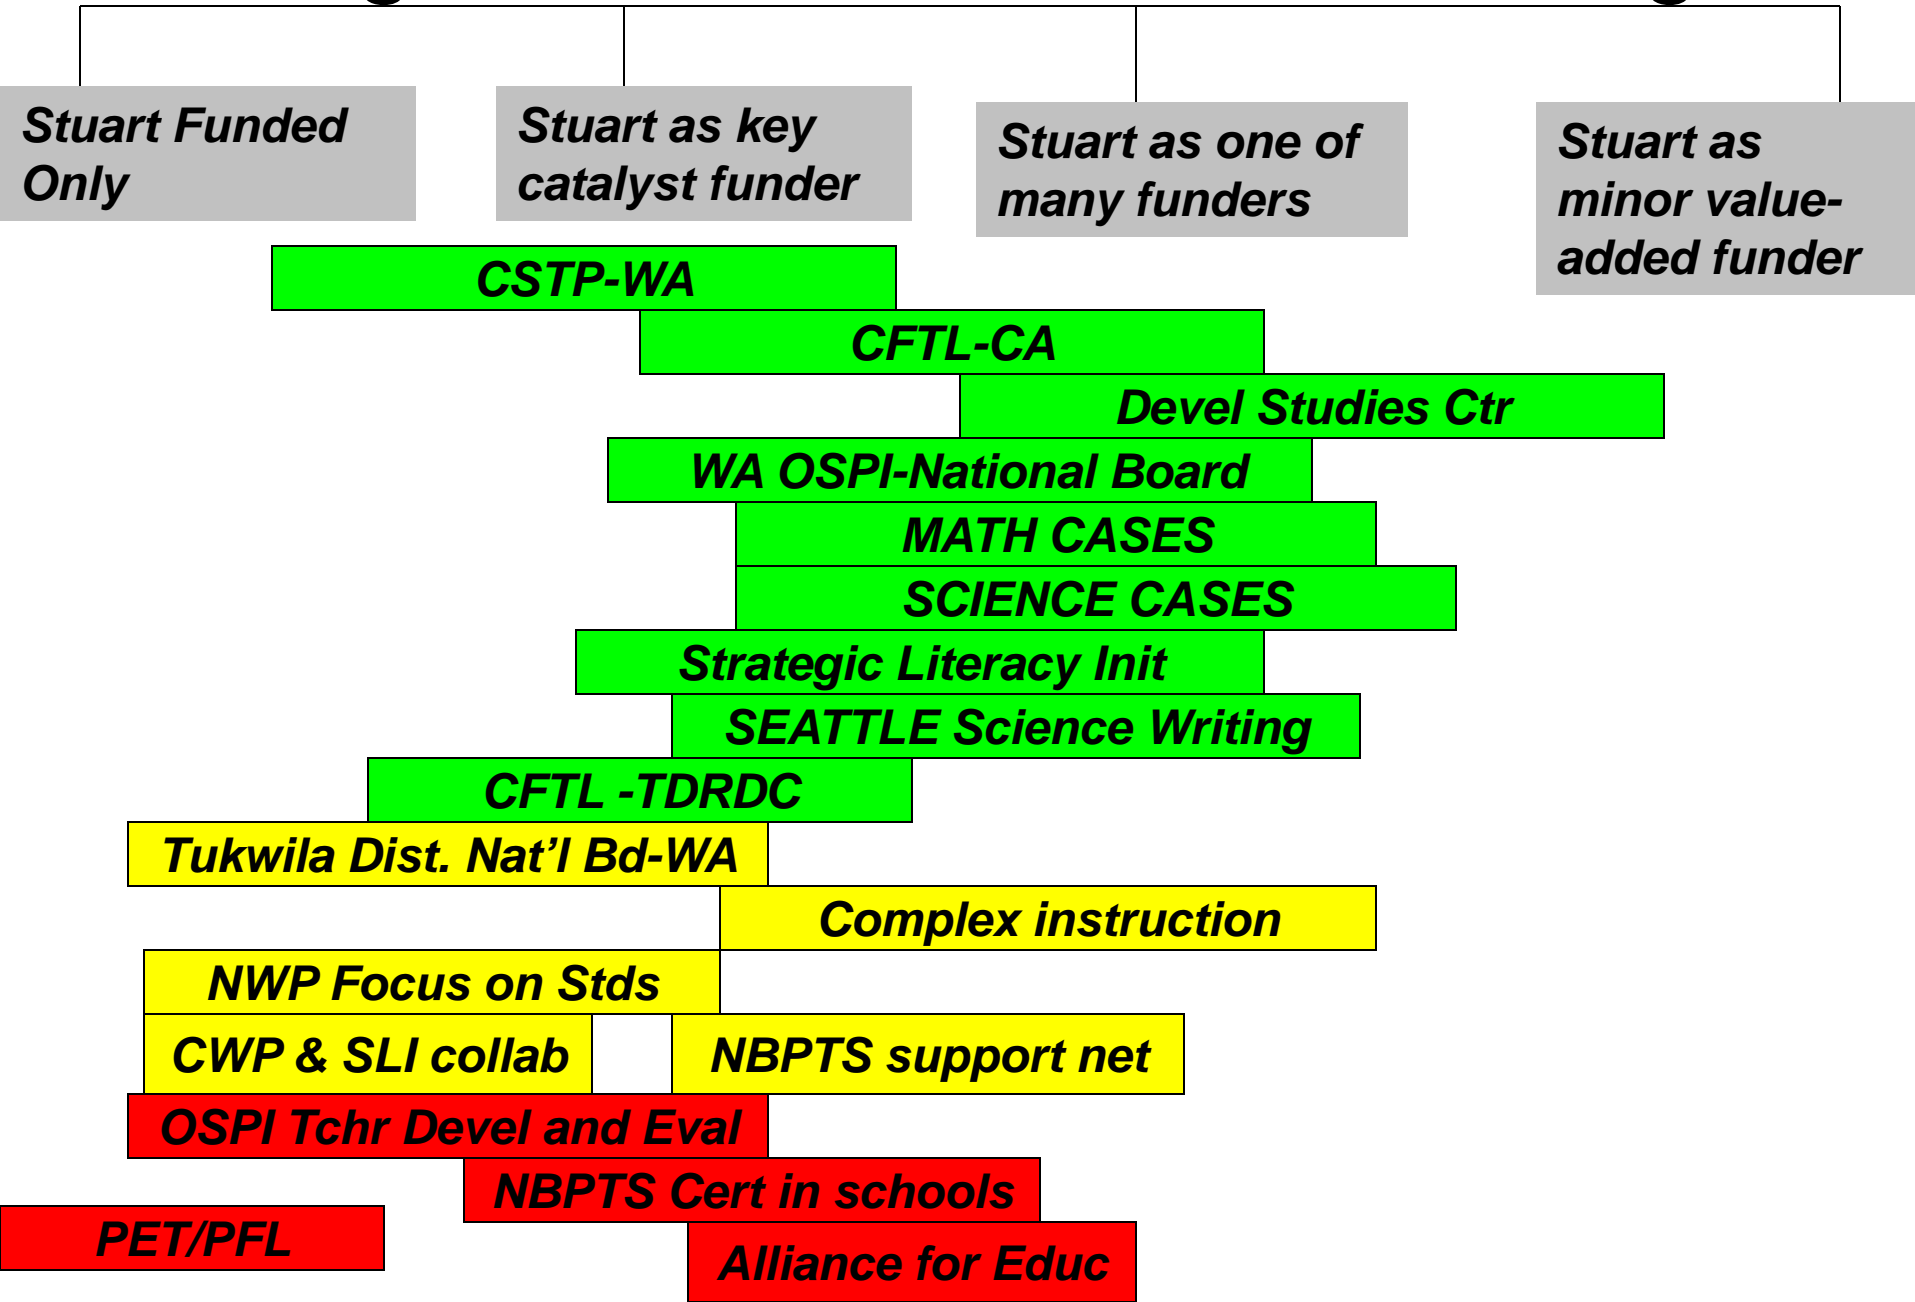 Stuart Funded
Only
Stuart as key
catalyst funder
Stuart as one of
many funders
Stuart as
minor value-
added funder
CSTP-WA
CFTL-CA
Devel Studies Ctr
WA OSPI-National Board
MATH CASES
SCIENCE CASES
Strategic Literacy Init
SEATTLE Science Writing
CFTL -TDRDC
Tukwila Dist. Nat’l Bd-WA
Complex instruction
NWP Focus on Stds
CWP & SLI collab
NBPTS support net
OSPI Tchr Devel and Eval
NBPTS Cert in schools
PET/PFL
Alliance for Educ